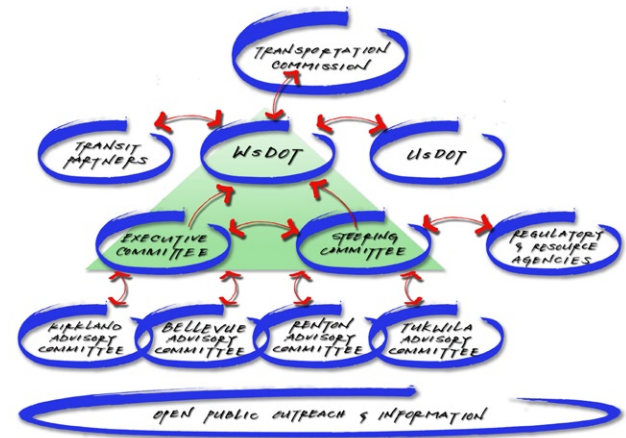 TRANSPORTATION
COMMISSION
TRANSIT
PARTNERS
WSDOT
USDOT
EXECUTIVE
COMMITTEE
STEERING
COMMITTEE
REGULATORY
& RESOURCE
AGENCIES
KIRKLAND
ADVISORY
COMMITTEE
BELLEVUE
ADVISORY
COMMITTEE
RENTON
ADVISORY
COMMITTEE
TUKWILA
ADVISORY
COMMITTEE
OPEN PUBLIC OUTREACH & INFORMATION